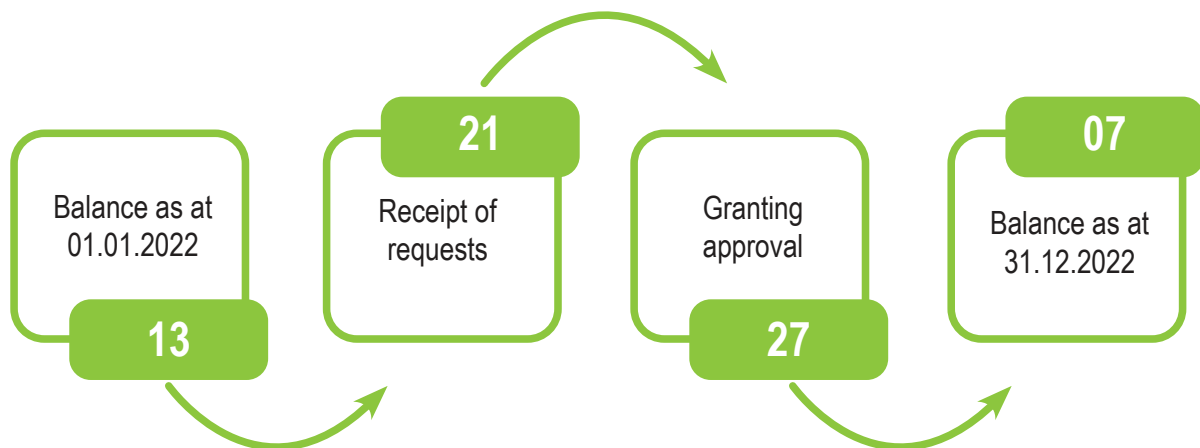 Balance as at
01.01.2022
13
21
Receipt of
requests
Granting
approval
27
07
Balance as at
31.12.2022